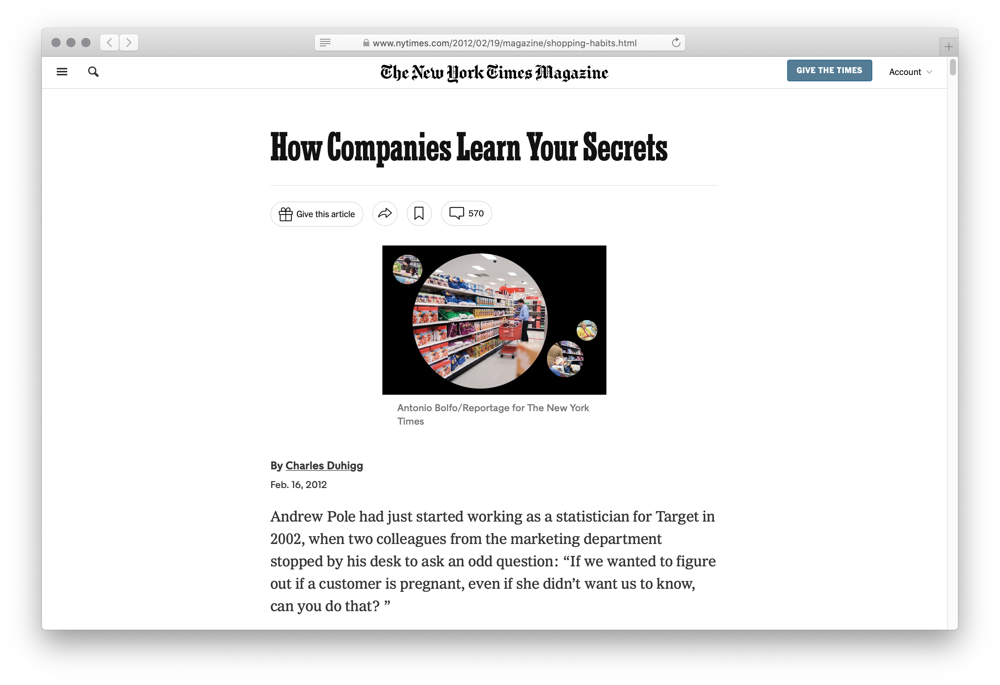 www.nytimes.com/2012/02/19/magazine/shopping-habits.html
The New York Times Magazine
GIVE THE TIMES
Account
How Companies Learn Your Secrets
Give this article
570
Antonio Bolfo/Reportage for The New York
Times
By Charles Duhigg
Feb. 16, 2012
Andrew Pole had just started working as a statistician for Target in
2002, when two colleagues from the marketing department
stopped by his desk to ask an odd question: “If we wanted to figure
out if a customer is pregnant, even if she didn’t want us to know,
can you do that? ”